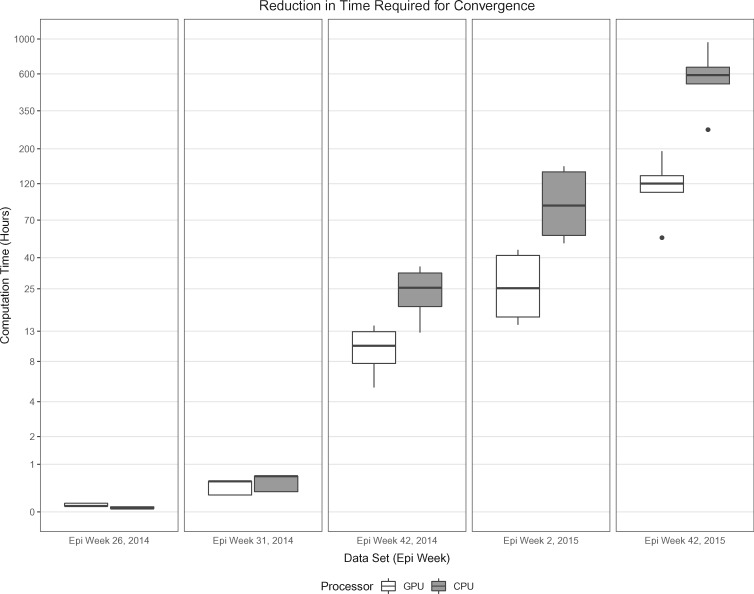 Reduction in Time Required for Convergence
Computation Time (Hours)
1000
600
350
200
120
70
40
25
13
8
4
2
1
0
Epi Week 26, 2014
Epi Week 31, 2014
Epi Week 42, 2014
Epi Week 2, 2015
Epi Week 42, 2015
Data Set (Epi Week)
Processor GPU CPU